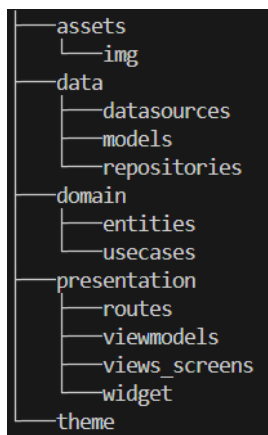 assets
img
data
datasources
models
repositories
domain
entities
usecases
presentation
routes
viewmodels
views_screens
widget
theme